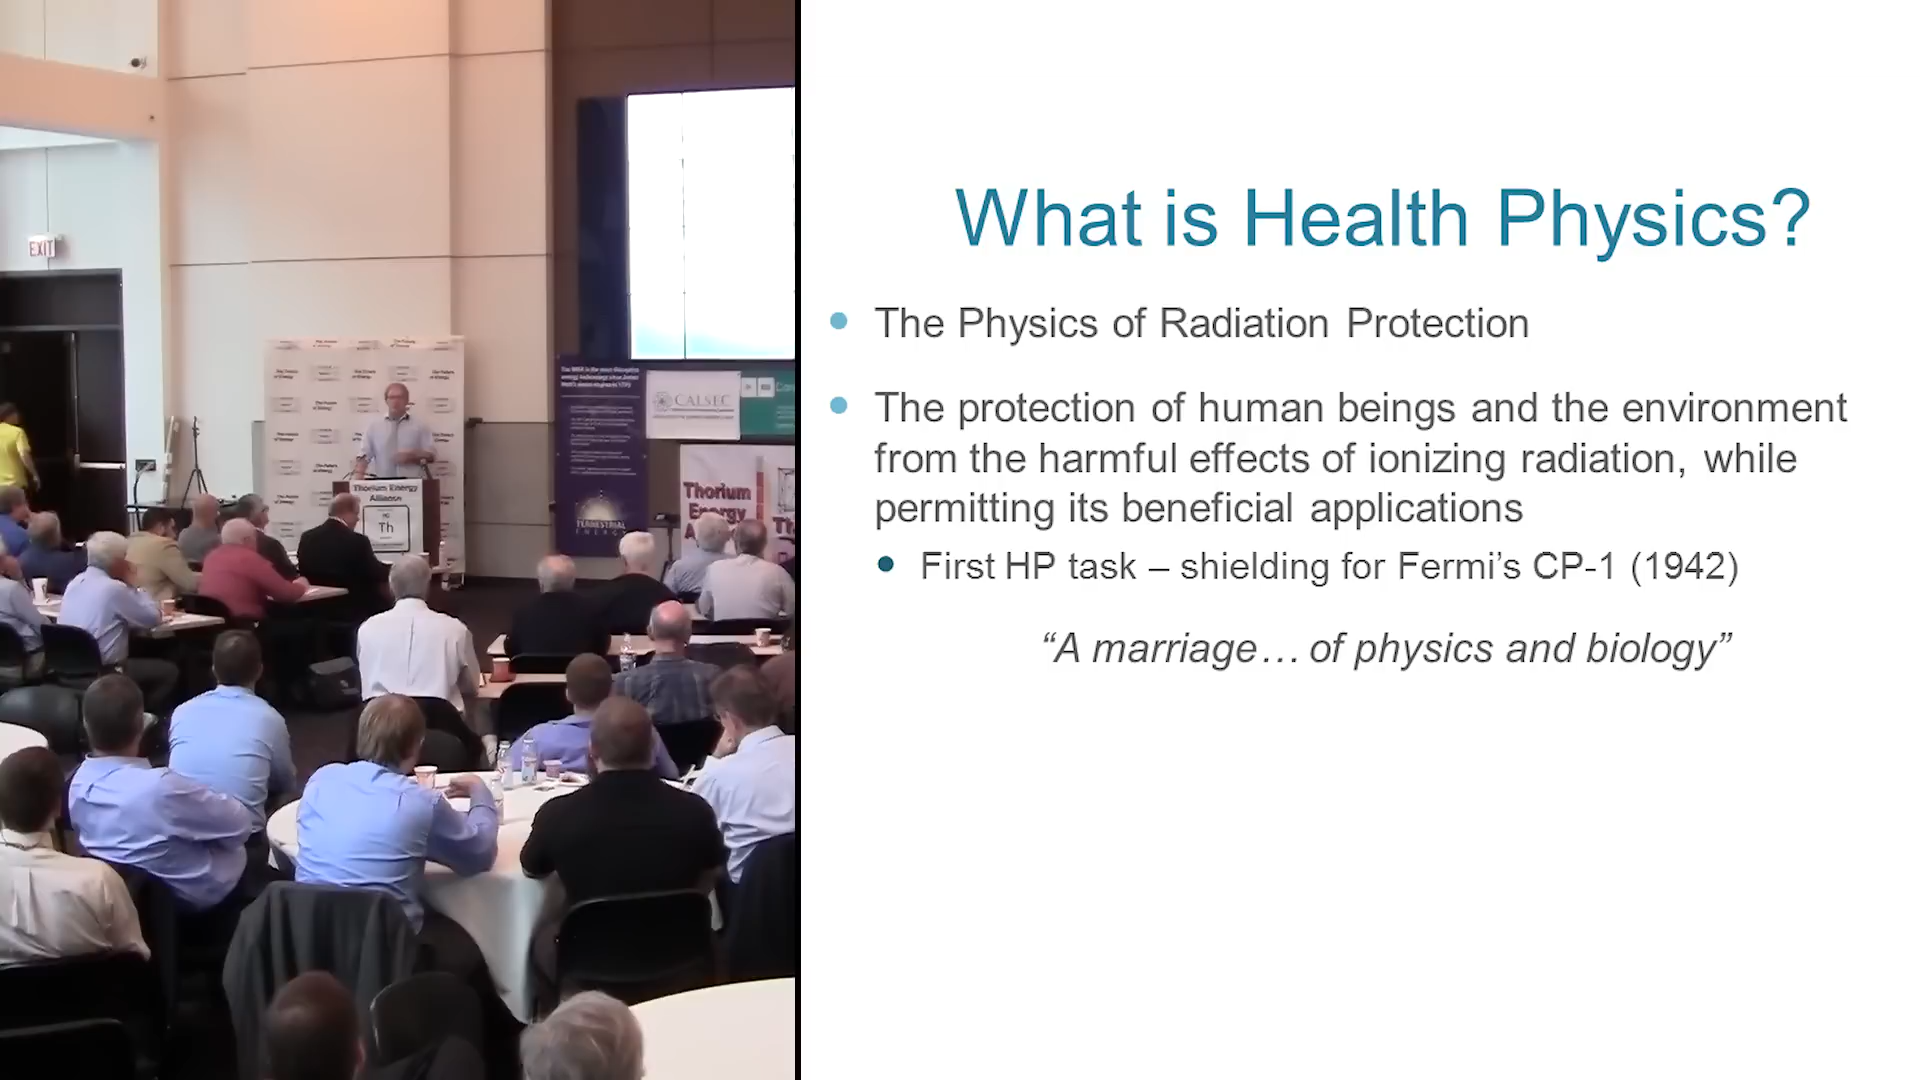 EXIT
Thorium Energy
Alliance
Th
CALSEC
TERRESTRIAL
ENERGY
Thorium
Energy
What is Health Physics?
The Physics of Radiation Protection
The protection of human beings and the environment
from the harmful effects of ionizing radiation, while
permitting its beneficial applications
First HP task – shielding for Fermi’s CP-1 (1942)
“A marriage… of physics and biology”